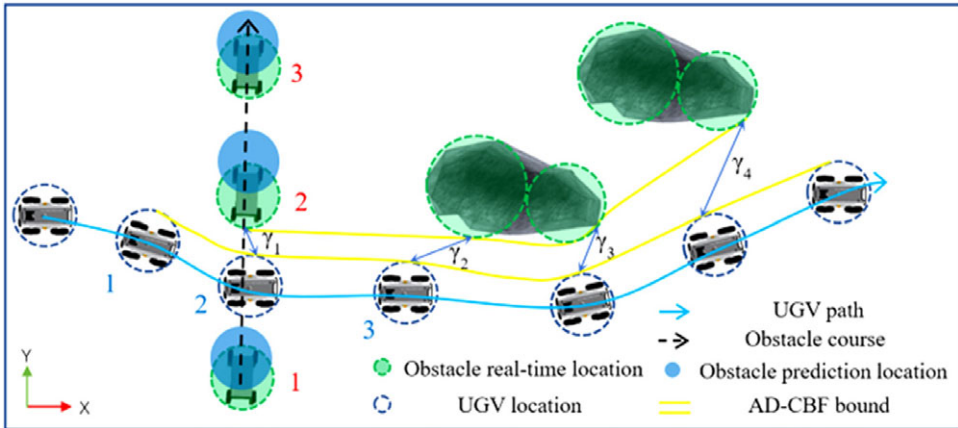 3
2
γ1
γ4
γ2
γ3
1
2
3
1
UGV path
Obstacle course
Obstacle real-time location
Obstacle prediction location
UGV location
AD-CBF bound
Y
X